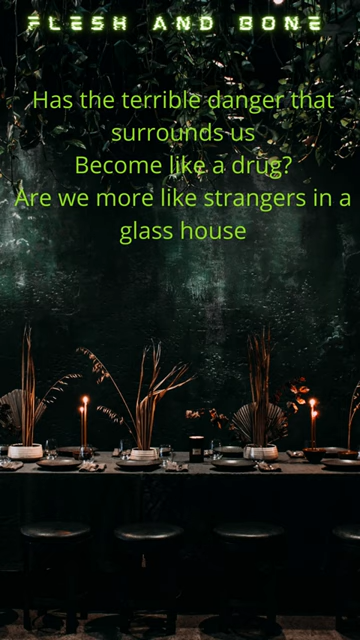 FLESH AND BONE
Has the terrible danger that
surrounds us
Become like a drug?
Are we more like strangers in a
glass house